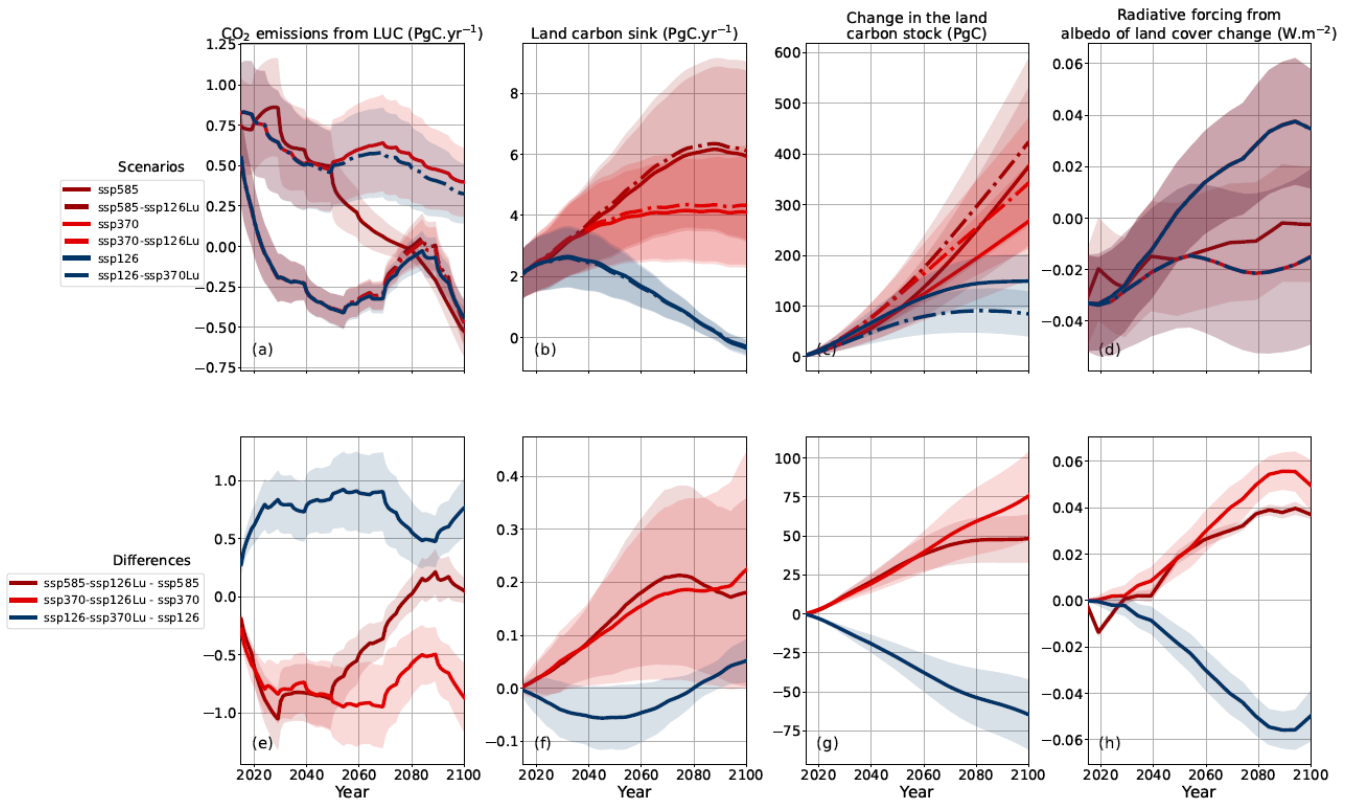 CO₂ emissions from LUC (PgC.yr⁻¹)
Land carbon sink (PgC.yr⁻¹)
Change in the land
carbon stock (PgC)
Radiative forcing from
albedo of land cover change (W.m⁻²)
1.25
1.00
0.75
0.50
0.25
0.00
−0.25
−0.50
−0.75
(a)
Scenarios
ssp585
ssp585-ssp126Lu
ssp370
ssp370-ssp126Lu
ssp126
ssp126-ssp370Lu
8
6
4
2
0
2020
2040
2060
2080
2100
(b)
600
500
400
300
200
100
0
(c)
0.06
0.04
0.02
0.00
−0.02
−0.04
(d)
1.0
0.5
0.0
−0.5
−1.0
(e)
2020
2040
2060
2080
2100
Year
Differences
ssp585-ssp126Lu - ssp585
ssp370-ssp126Lu - ssp370
ssp126-ssp370Lu - ssp126
0.4
0.3
0.2
0.1
0.0
−0.1
(f)
2020
2040
2060
2080
2100
Year
100
75
50
25
0
−25
−50
−75
(g)
2020
2040
2060
2080
2100
Year
0.06
0.04
0.02
0.00
−0.02
−0.04
−0.06
(h)
2020
2040
2060
2080
2100
Year